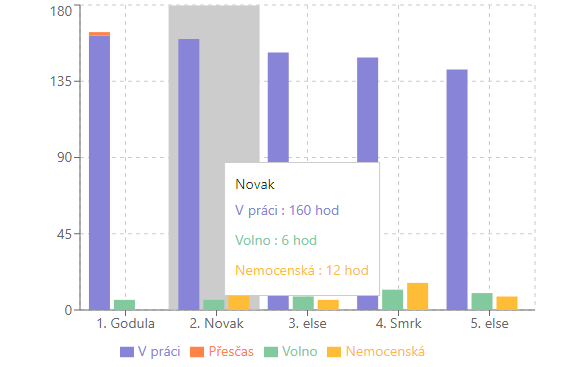 180
135
90
45
0
Novak
V práci : 160 hod
Volno : 6 hod
Nemocenská : 12 hod
1. Godula 2. Novak 3. else 4. Smrk 5. else
V práci Přesčas Volno Nemocenská